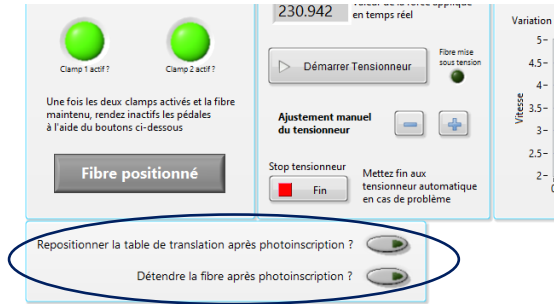 Clamp 1 actif ?
Clamp 2 actif ?
Une fois les deux clamps activés et la fibre
maintenu, rendez inactifs les pédales
à l'aide du boutons ci-dessous
Fibre positionné
230.942
en temps réel
Démarrer Tensionneur
Fibre mise
sous tension
Ajustement manuel
du tensionneur
Stop tensionneur
Fin
Mettez fin aux
tensionneur automatique
en cas de problème
Variation
Vitesse
5
4.5
4
3.5
3
2.5
2
Repositionner la table de translation après photoinscription ?
Détendre la fibre après photoinscription ?